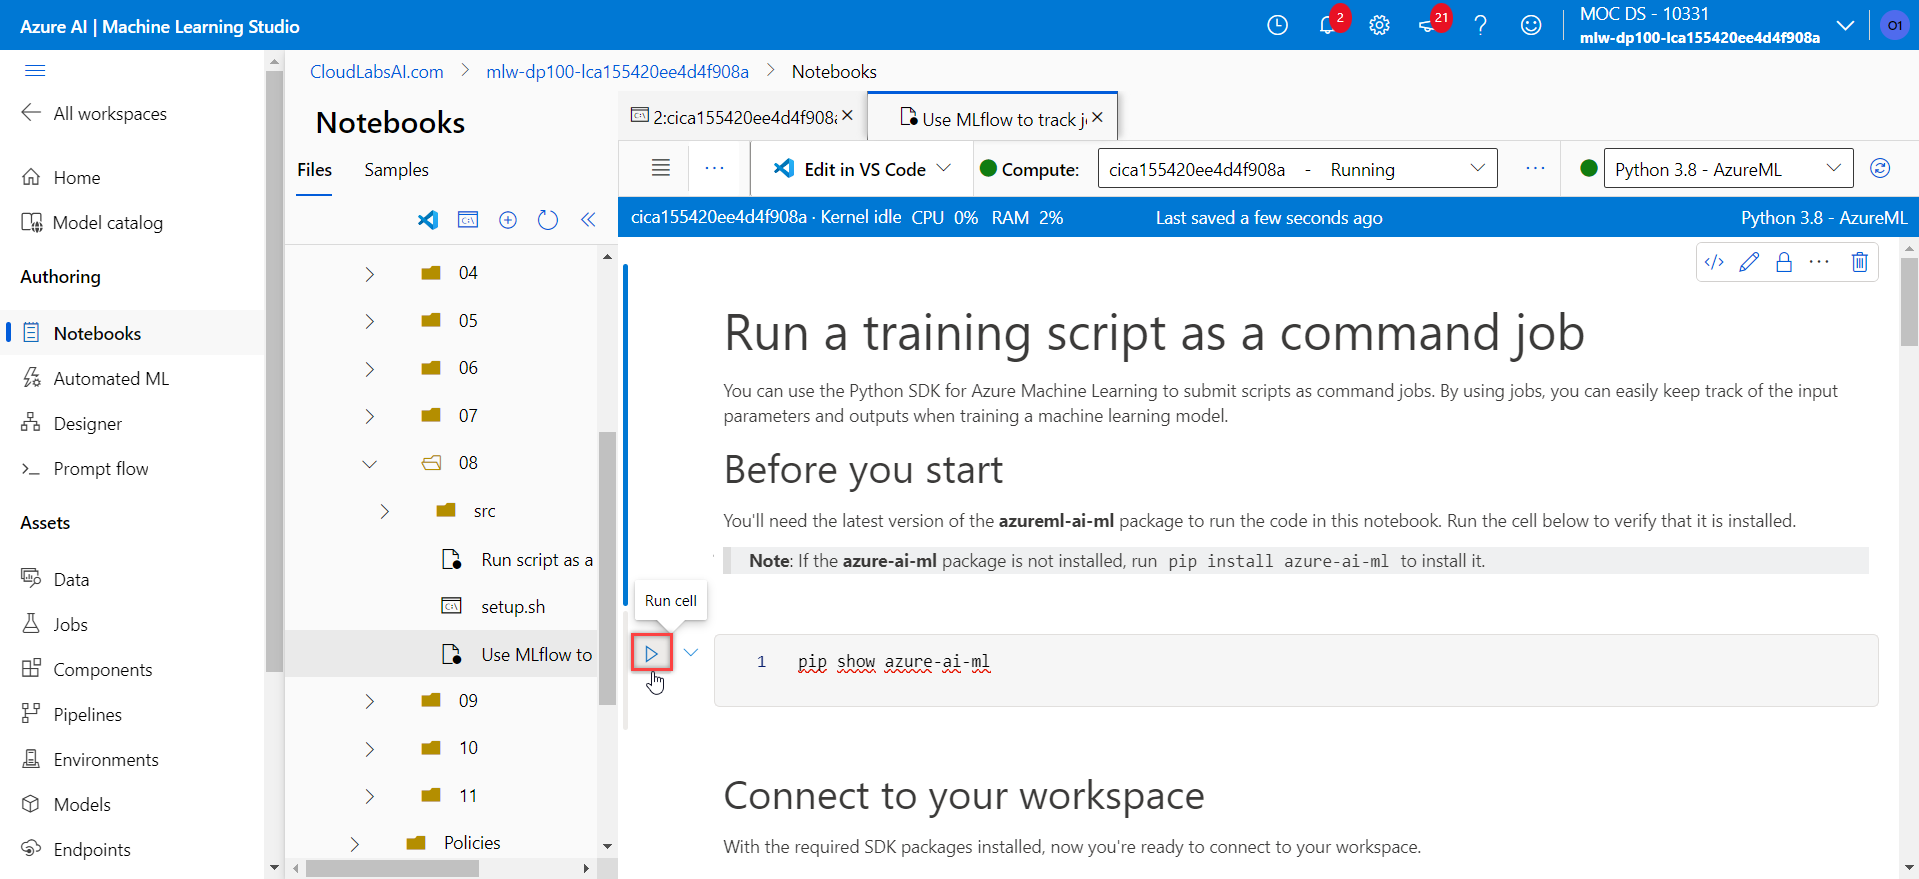 Azure AI | Machine Learning Studio
2
21
MOC DS - 10331
mlw-dp100-lca155420ee4d4f908a
O1
All workspaces
Home
Model catalog
Authoring
Notebooks
Automated ML
Designer
Prompt flow
Assets
Data
Jobs
Components
Pipelines
Environments
Models
Endpoints
CloudLabsAI.com > mlw-dp100-lca155420ee4d4f908a > Notebooks
Notebooks
Files Samples
04
05
06
07
08
src
Run script as a
setup.sh
Use MLflow to
09
10
11
Policies
2:cica155420ee4d4f908
Use MLflow to track j
Edit in VS Code
Compute:
cica155420ee4d4f908a - Running
Python 3.8 - AzureML
cica155420ee4d4f908a · Kernel idle CPU 0% RAM 2%
Last saved a few seconds ago
Python 3.8 - AzureML
Run a training script as a command job
You can use the Python SDK for Azure Machine Learning to submit scripts as command jobs. By using jobs, you can easily keep track of the input
parameters and outputs when training a machine learning model.
Before you start
You'll need the latest version of the azureml-ai-ml package to run the code in this notebook. Run the cell below to verify that it is installed.
Note: If the azure-ai-ml package is not installed, run pip install azure-ai-ml to install it.
Run cell
1 pip show azure-ai-ml
Connect to your workspace
With the required SDK packages installed, now you're ready to connect to your workspace.